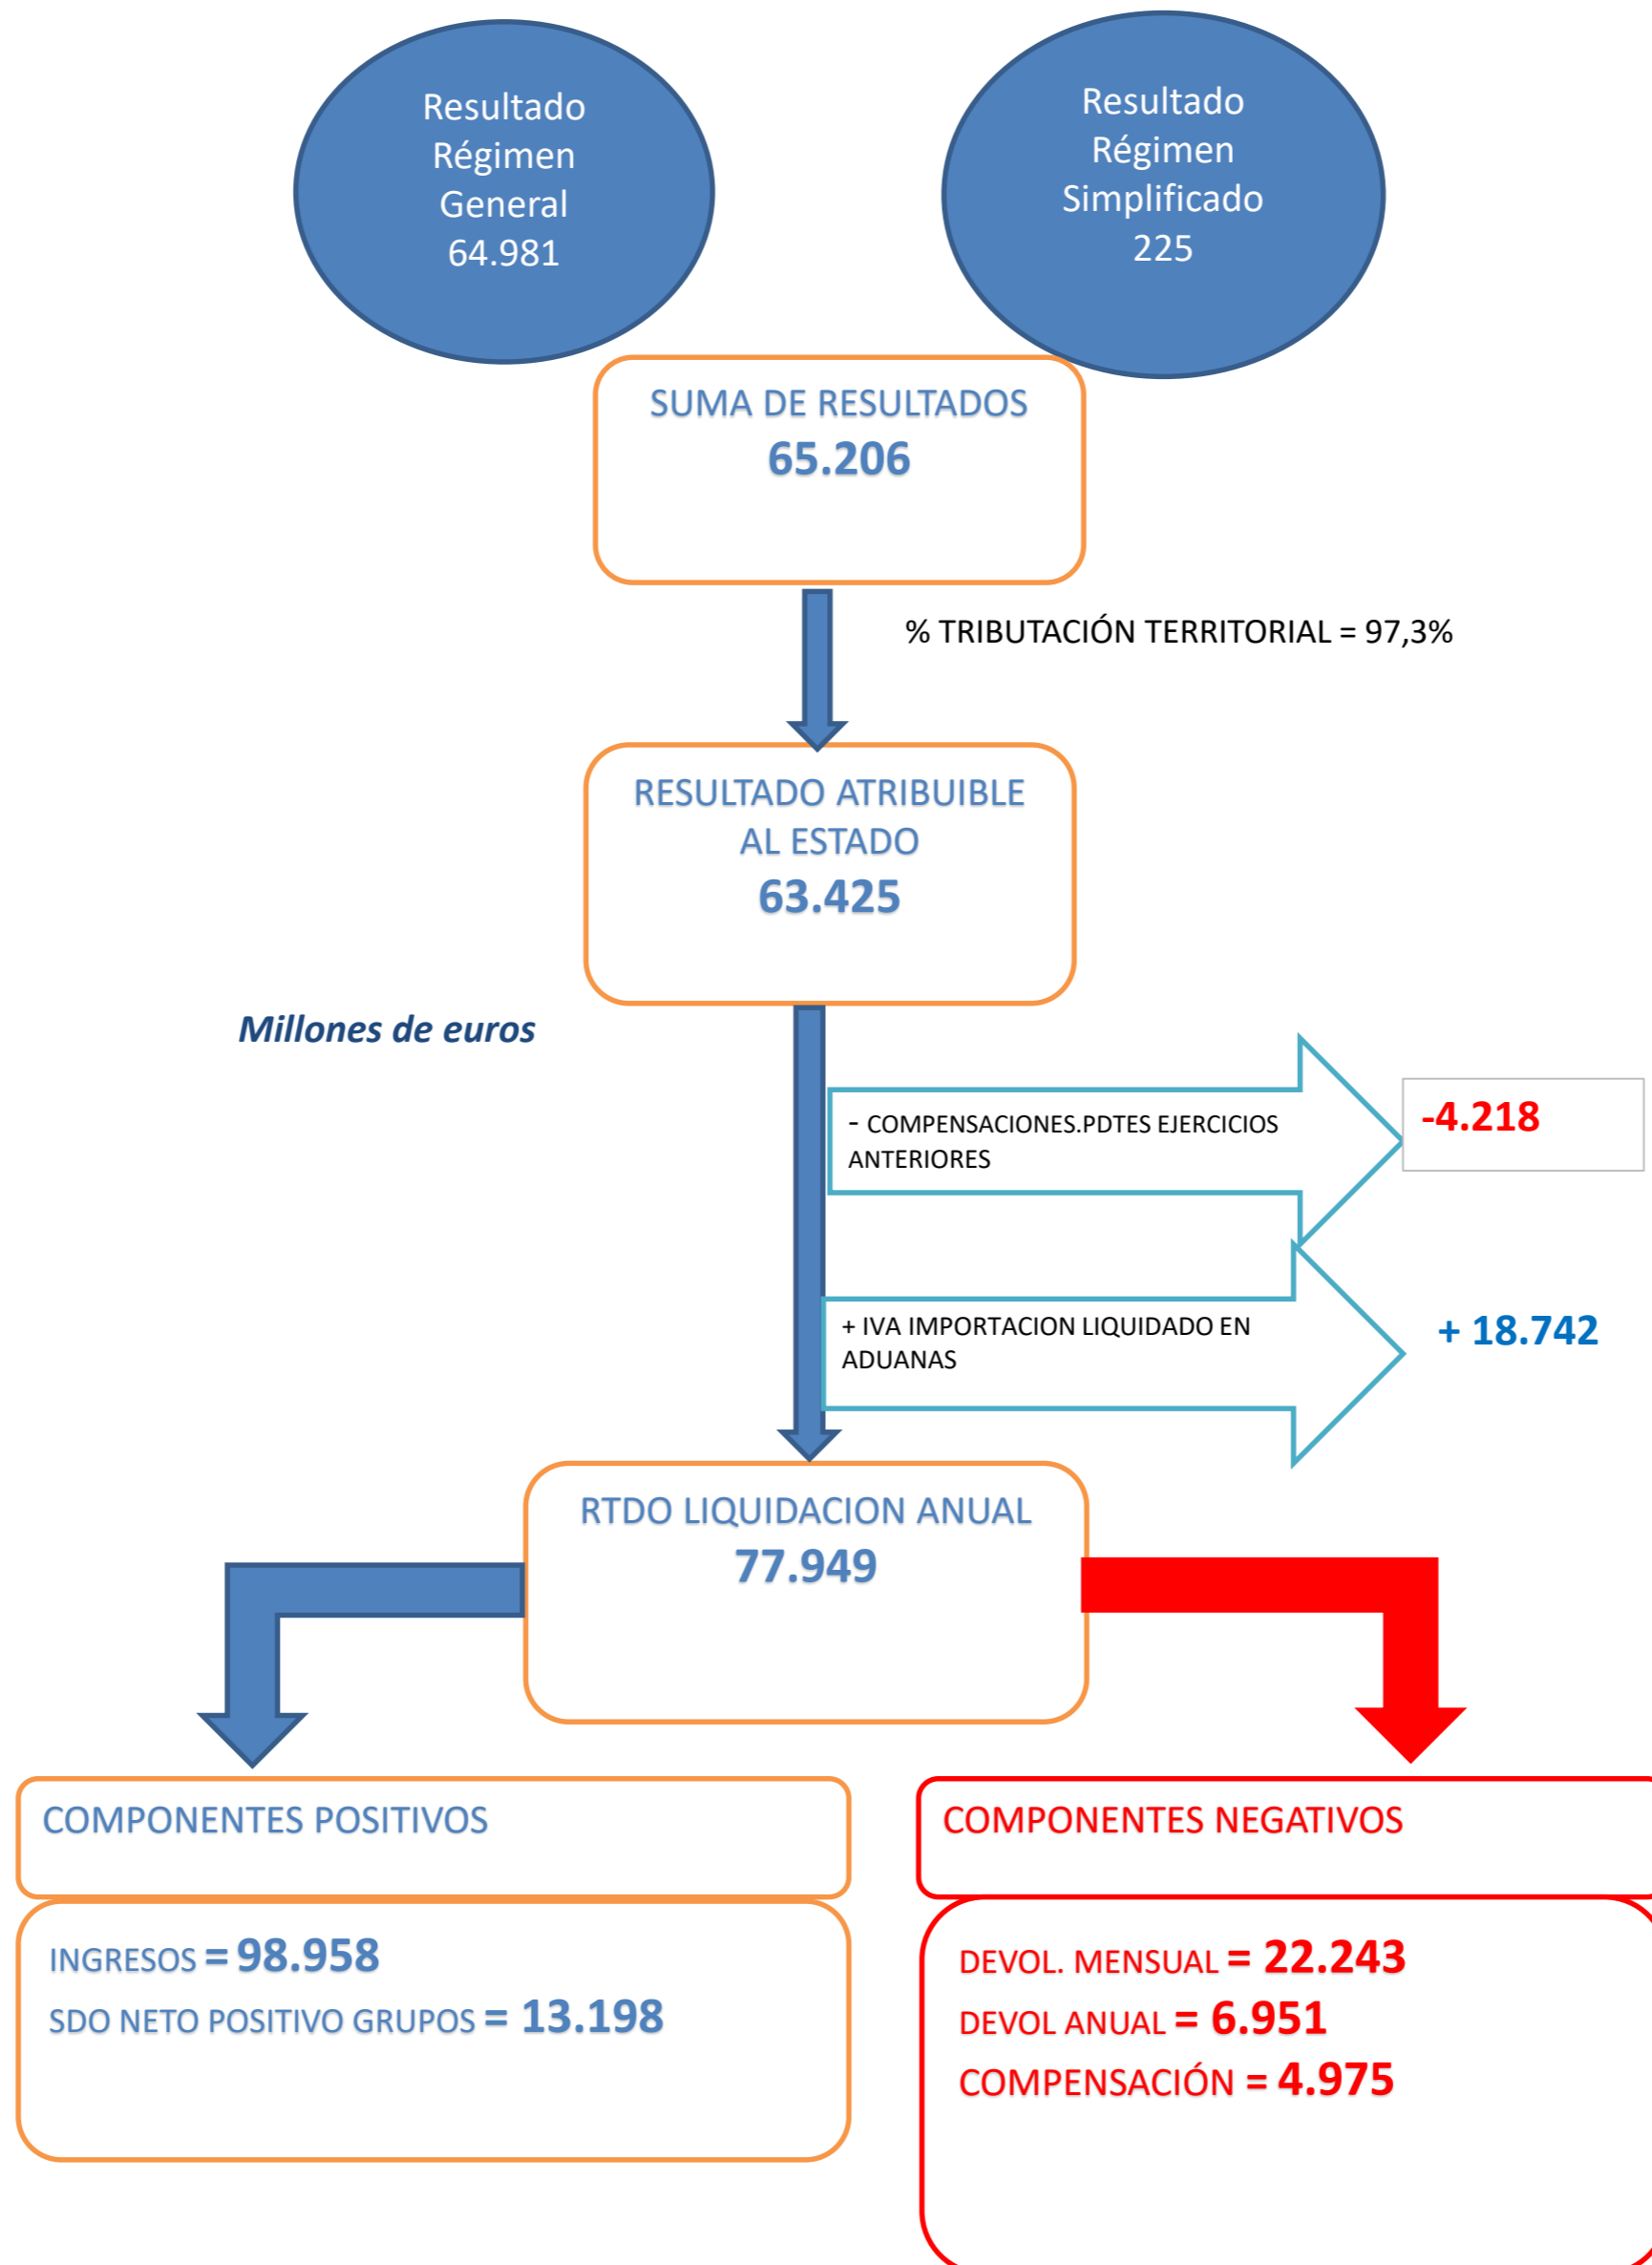 Resultado
Régimen
General
64.981
Resultado
Régimen
Simplificado
225
SUMA DE RESULTADOS
65.206
% TRIBUTACIÓN TERRITORIAL = 97,3%
RESULTADO ATRIBUIBLE
AL ESTADO
63.425
Millones de euros
- COMPENSACIONES.PDTES EJERCICIOS
ANTERIORES
-4.218
+ IVA IMPORTACION LIQUIDADO EN
ADUANAS
+ 18.742
RTDO LIQUIDACION ANUAL
77.949
COMPONENTES POSITIVOS
INGRESOS = 98.958
SDO NETO POSITIVO GRUPOS = 13.198
COMPONENTES NEGATIVOS
DEVOL. MENSUAL = 22.243
DEVOL ANUAL = 6.951
COMPENSACIÓN = 4.975